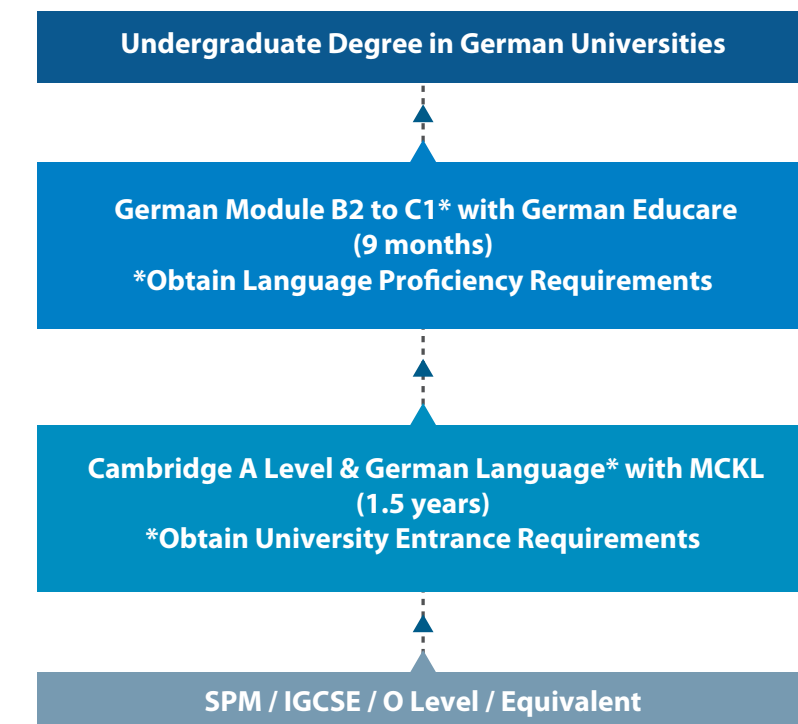 Undergraduate Degree in German Universities
German Module B2 to C1* with German Educare
(9 months)
*Obtain Language Proficiency Requirements
Cambridge A Level & German Language* with MCKL
(1.5 years)
*Obtain University Entrance Requirements
SPM / IGCSE / O Level / Equivalent